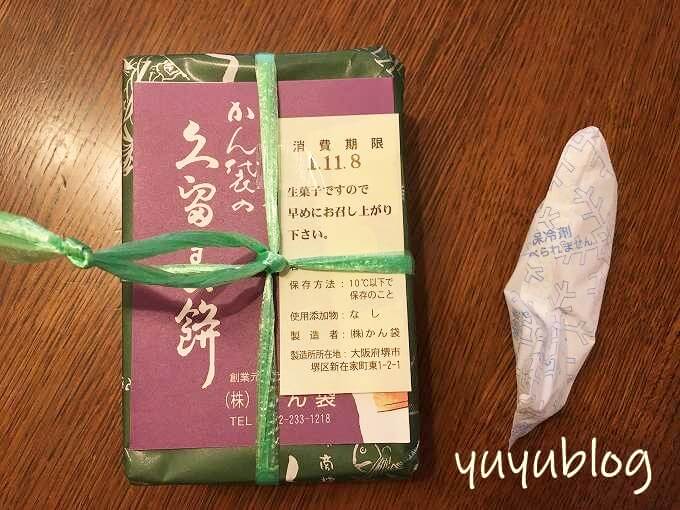 かん袋の
久留ま餅
創業元
(株) ん袋
TEL 2-233-1218
消費期限
1.11.8
生菓子ですので
早めにお召し上がり
下さい。
保存方法：10℃以下で
保存のこと
使用添加物：なし
製造者：(株)かん袋
製造所所在地：大阪府堺市
堺区新在家町東1-2-1
保冷剤
べられません
yuyublog